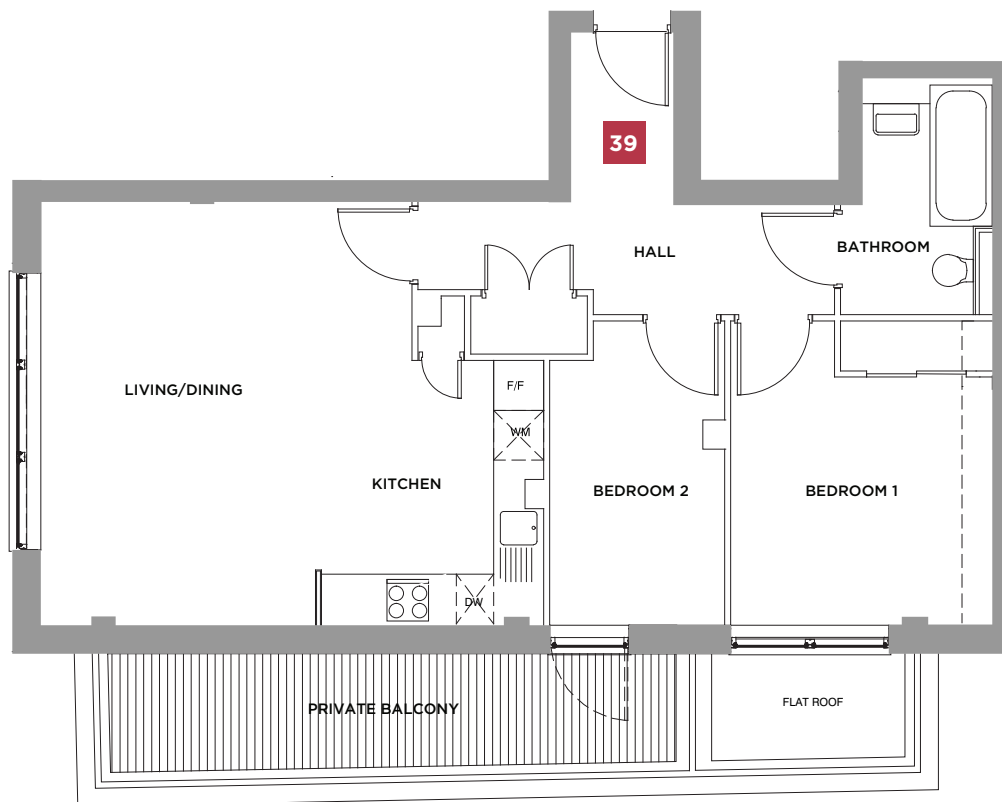 39
BATHROOM
HALL
LIVING/DINING
F/F
WM
KITCHEN
BEDROOM 2
BEDROOM 1
DW
PRIVATE BALCONY
FLAT ROOF